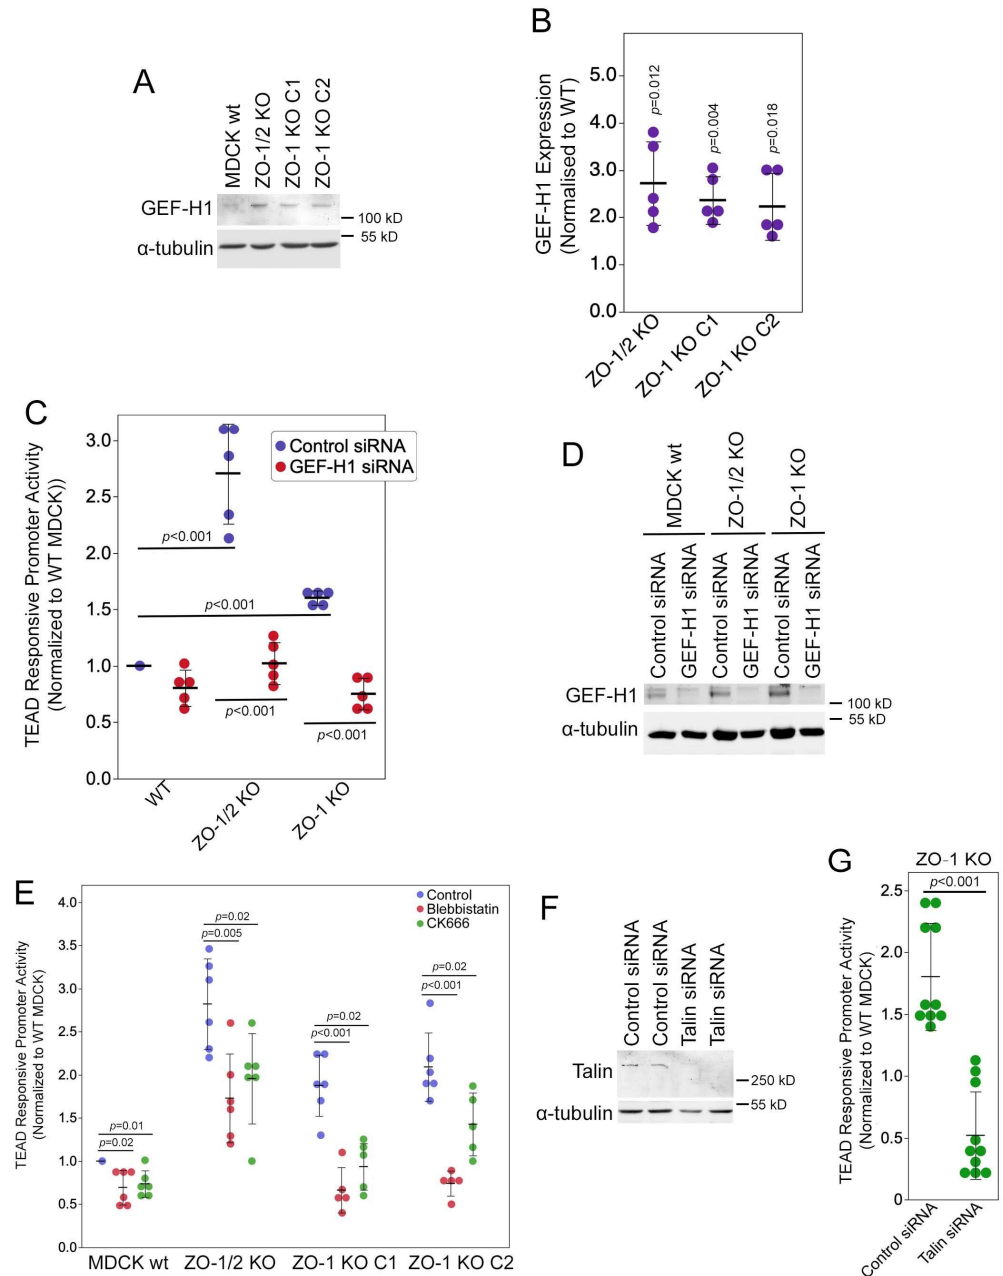 A
MDCK wt
ZO-1/2 KO
ZO-1 KO C1
ZO-1 KO C2
GEF-H1
100 kD
55 kD
α-tubulin
B
GEF-H1 Expression
(Normalised to WT)
5.0
4.0
3.0
2.0
1.0
0.0
p=0.012
p=0.004
p=0.018
ZO-1/2 KO
ZO-1 KO C1
ZO-1 KO C2
C
TEAD Responsive Promoter Activity
(Normalized to WT MDCK))
3.0
2.5
2.0
1.5
1.0
0.5
0.0
Control siRNA
GEF-H1 siRNA
p<0.001
p<0.001
p<0.001
p<0.001
WT
ZO-1/2 KO
ZO-1 KO
D
MDCK wt
ZO-1/2 KO
ZO-1 KO
Control siRNA
GEF-H1 siRNA
Control siRNA
GEF-H1 siRNA
Control siRNA
GEF-H1 siRNA
GEF-H1
100 kD
55 kD
α-tubulin
E
TEAD Responsive Promoter Activity
(Normalized to WT MDCK)
4.0
3.5
3.0
2.5
2.0
1.5
1.0
0.5
0.0
Control
Blebbistatin
CK666
p=0.01
p=0.02
p=0.02
p=0.005
p=0.02
p<0.001
p=0.02
p<0.001
MDCK wt
ZO-1/2 KO
ZO-1 KO C1
ZO-1 KO C2
F
Control siRNA
Control siRNA
Talin siRNA
Talin siRNA
Talin
250 kD
55 kD
α-tubulin
G
ZO-1 KO
p<0.001
TEAD Responsive Promoter Activity
(Normalized to WT MDCK)
2.5
2
1.5
1
0.5
0
Control siRNA
Talin siRNA